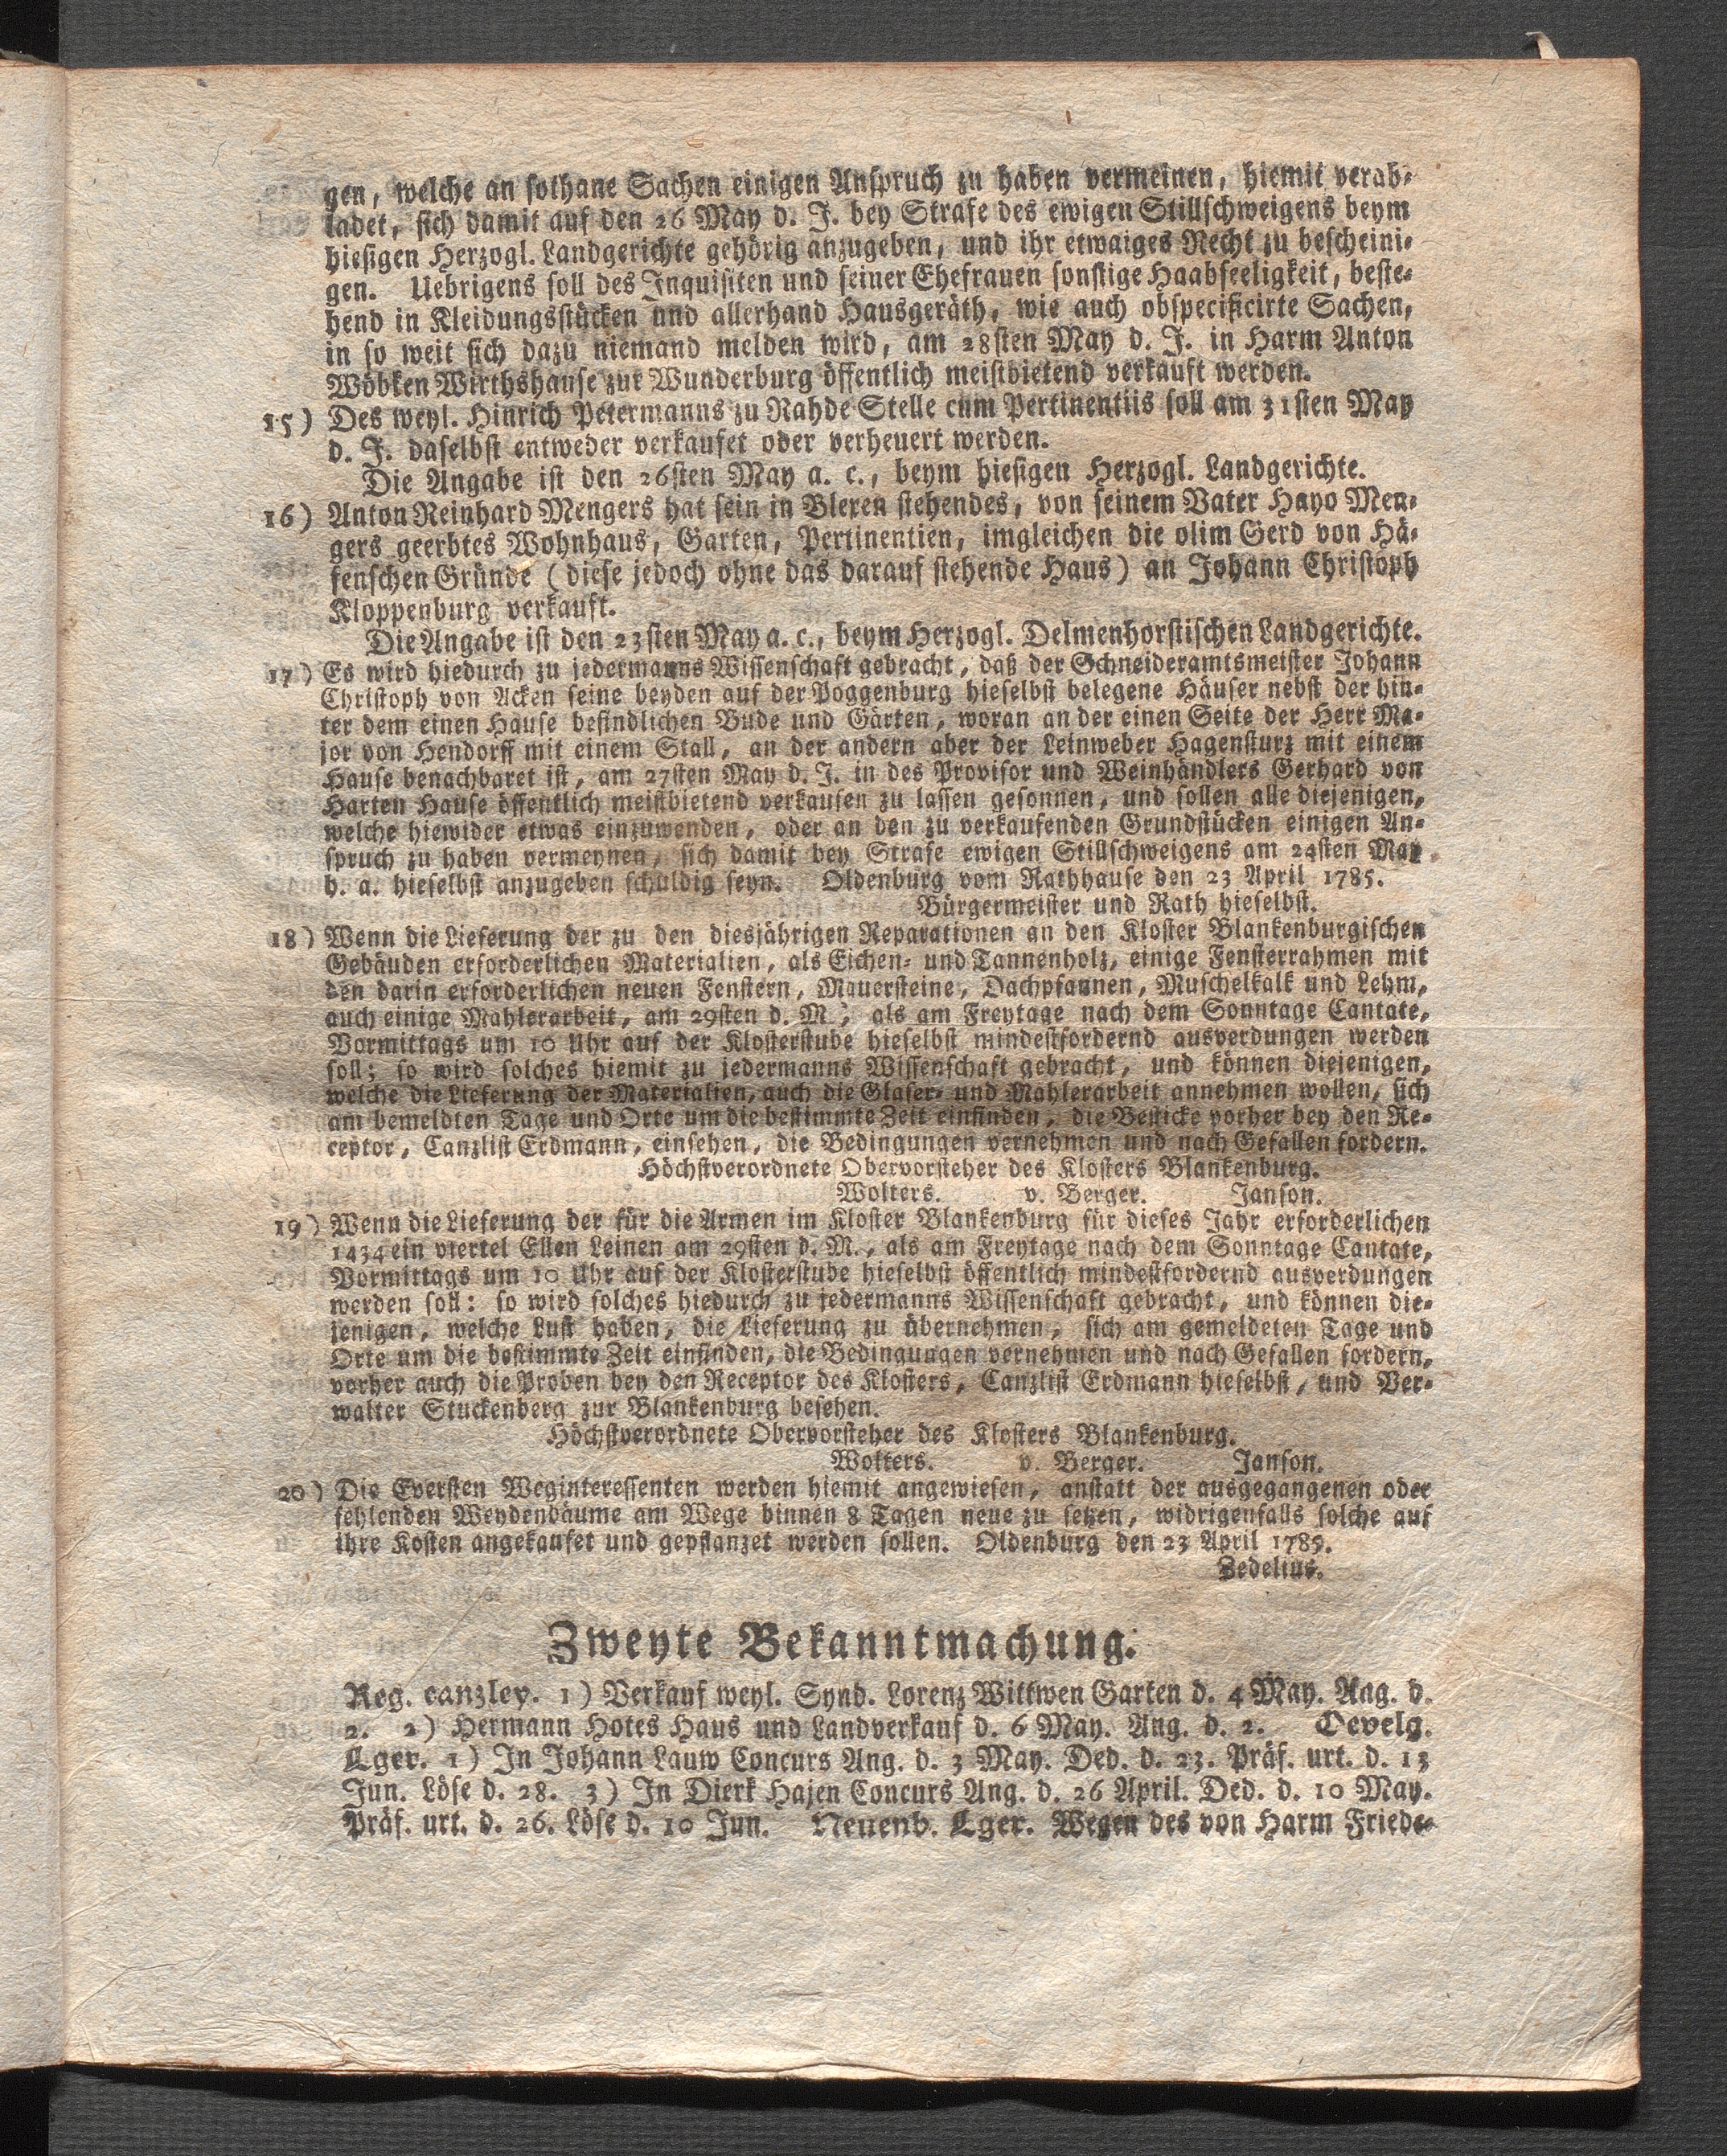 gen, welche an sothane Sachen einigen Anspruch zu haben vermeinen, hiemit verab-
ladet, sich damit auf den 26 May d. J. bey Strafe des ewigen Stillschweigens beym
hiesigen Herzogl. Landgerichte gehörig anzugeben, und ihr etwaiges Recht zu bescheini-
gen. Uebrigens soll des Inquisiten und seiner Ehefrauen sonstige Haabseeligkeit, beste-
hend in Kleidungsstücken und allerhand Hausgeräth, wie auch obspecificirte Sachen,
in so weit sich dazu niemand melden wird, am 28sten May d. J. in Harm Anton
Wöbken Wirthshause zur Wunderburg öffentlich meistbietend verkauft werden.
15) Des weyl. Hinrich Petermanns zu Rahde Stelle cum Pertinentiis soll am 31sten May
d. J. daselbst entweder verkaufet oder verheuert werden.
Die Angabe ist den 26sten May a. c., beym hiesigen Herzogl. Landgerichte.
16) Anton Reinhard Mengers hat sein in Blexen stehendes, von seinem Vater Hayo Men-
gers geerbtes Wohnhaus, Garten, Pertinentien, imgleichen die olim Gerd von Hä-
fenschen Gründe (diese jedoch ohne das darauf stehende Haus) an Johann Christoph
Kloppenburg verkauft.
Die Angabe ist den 23sten May a. c., beym Herzogl. Delmenhorstischen Landgerichte.
17) Es wird hiedurch zu jedermanns Wissenschaft gebracht, daß der Schneideramtsmeister Johann
Christoph von Acken seine beyden auf der Poggenburg hieselbst belegene Häuser nebst der hin-
ter dem einen Hause befindlichen Bude und Gärten, woran an der einen Seite der Herr Ma-
jor von Hendorff mit einem Stall, an der andern aber der Leinweber Hagensturz mit einem
Hause benachbaret ist, am 27sten May d. J. in des Provisor und Weinhändlers Gerhard von
Harten Hause öffentlich meistbietend verkaufen zu lassen gesonnen, und sollen alle diejenigen,
welche hiewider etwas einzuwenden, oder an den zu verkaufenden Grundstücken einigen An-
spruch zu haben vermeynen, sich damit bey Strafe ewigen Stillschweigens am 24sten May
h. a. hieselbst anzugeben schuldig seyn. Oldenburg vom Rathhause den 23 April 1785.
Bürgermeister und Rath hieselbst.
18) Wenn die Lieferung der zu den diesjährigen Reparationen an den Kloster Blankenburgischen
Gebäuden erforderlichen Materialien, als Eichen- und Tannenholz, einige Fensterrahmen mit
den darin erforderlichen neuen Fenstern, Mauersteine, Dachpfannen, Muschelkalk und Lehm,
auch einige Mahlerarbeit, am 29sten d. M., als am Freytage nach dem Sonntage Cantate,
Vormittags um 10 Uhr auf der Klosterstube hieselbst mindestfordernd ausverdungen werden
soll; so wird solches hiemit zu jedermanns Wissenschaft gebracht, und können diejenigen,
welche die Lieferung der Materialien, auch die Glaser- und Mahlerarbeit annehmen wollen, sich
am bemeldten Tage und Orte um die bestimmte Zeit einfinden, die Besticke vorher bey den Re-
ceptor, Canzlist Erdmann, einsehen, die Bedingungen vernehmen und nach Gefallen fordern.
Höchstverordnete Obervorsteher des Klosters Blankenburg.
Wolters. v. Berger. Janson.
19) Wenn die Lieferung der für die Armen im Kloster Blankenburg für dieses Jahr erforderlichen
1434 ein viertel Ellen Leinen am 29sten d. M., als am Freytage nach dem Sonntage Cantate,
Vormittags um 10 Uhr auf der Klosterstube hieselbst öffentlich mindestfordernd ausverdungen
werden soll: so wird solches hiedurch zu jedermanns Wissenschaft gebracht, und können die-
jenigen, welche Lust haben, die Lieferung zu übernehmen, sich am gemeldeten Tage und
Orte um die bestimmte Zeit einfinden, die Bedingungen vernehmen und nach Gefallen fordern,
vorher auch die Proben bey den Receptor des Klosters, Canzlist Erdmann hieselbst, und Ver-
walter Stuckenberg zur Blankenburg besehen.
Höchstverordnete Obervorsteher des Klosters Blankenburg.
Wolters. v. Berger. Janson.
20) Die Eversten Weginteressenten werden hiemit angewiesen, anstatt der ausgegangenen oder
fehlenden Weydenbäume am Wege binnen 8 Tagen neue zu setzen, widrigenfalls solche auf
ihre Kosten angekaufet und gepflanzet werden sollen. Oldenburg den 23 April 1785.
Zedelius.
Zweyte Bekanntmachung.
Reg. canzley. 1) Verkauf weyl. Synd. Lorenz Wittwen Garten d. 4 May. Ang. d.
2. 2) Hermann Hotes Haus und Landverkauf d. 6 May. Ang. d. 2. Oevelg.
Lger. 1) In Johann Lauw Concurs Ang. d. 3 May. Ded. d. 23. Präf. urt. d. 13
Jun. Löse d. 28. 3) In Dierk Hajen Concurs Ang. d. 26 April. Ded. d. 10 May.
Präf. urt. d. 26. Löse d. 10 Jun. Neuenb. Lger. Wegen des von Harm Friede-